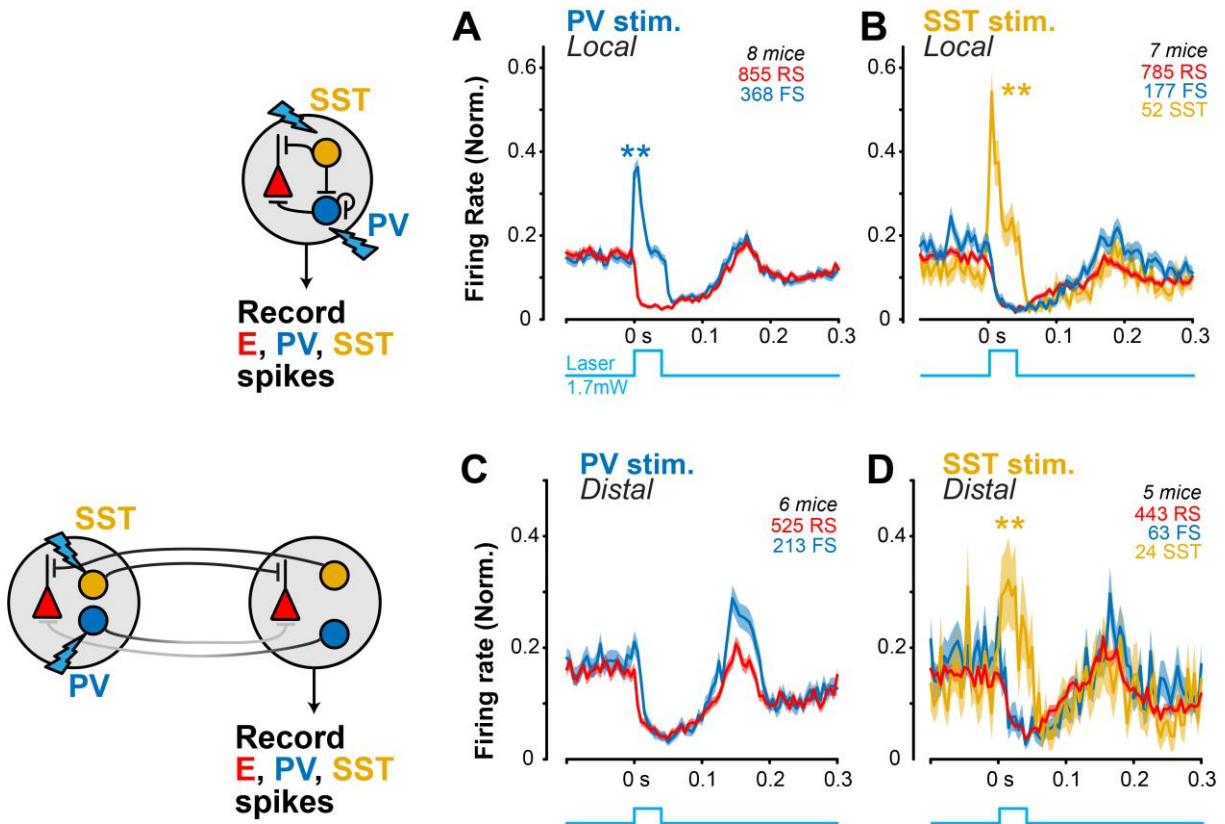 SST
PV
Record
E, PV, SST
spikes
A
PV stim.
Local
8 mice
855 RS
368 FS
**
Firing Rate (Norm.)
0.6
0.4
0.2
0
0 s
0.1
0.2
0.3
Laser
1.7mW
B
SST stim.
Local
7 mice
785 RS
177 FS
52 SST
**
0.6
0.4
0.2
0
0 s
0.1
0.2
0.3
SST
PV
Record
E, PV, SST
spikes
C
PV stim.
Distal
6 mice
525 RS
213 FS
Firing rate (Norm.)
0.4
0.2
0
0 s
0.1
0.2
0.3
D
SST stim.
Distal
5 mice
443 RS
63 FS
24 SST
**
0.4
0.2
0
0 s
0.1
0.2
0.3